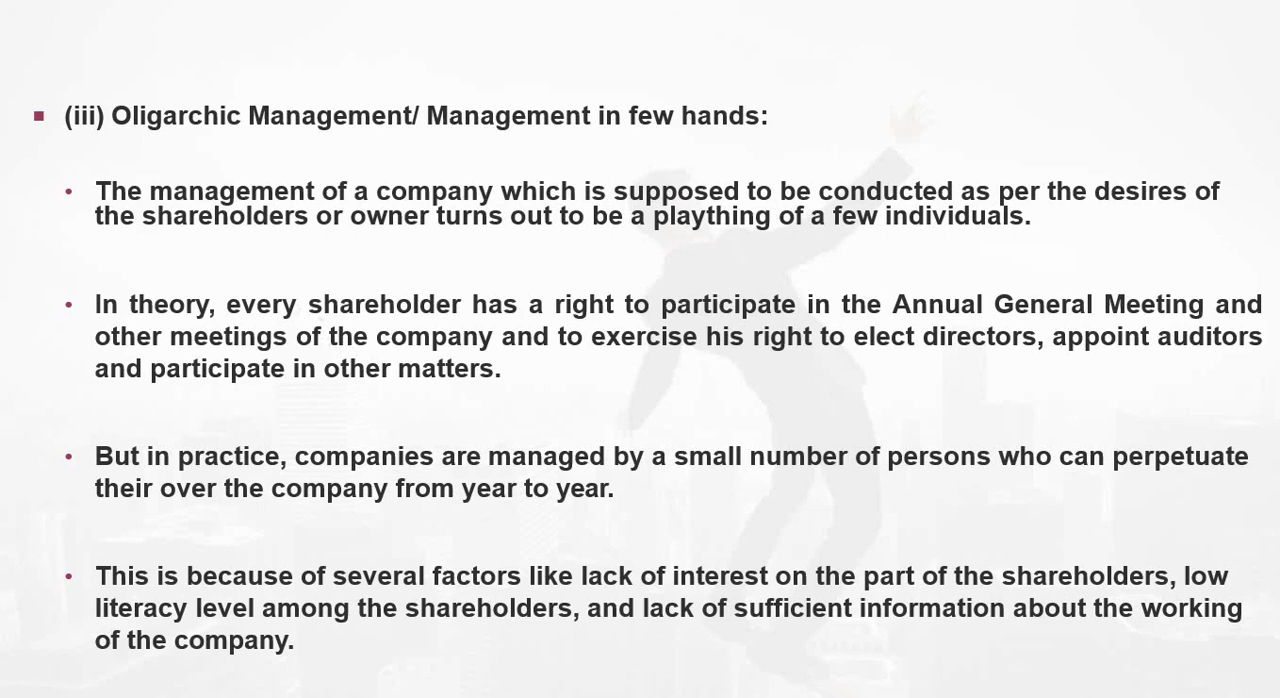 (iii) Oligarchic Management/ Management in few hands:
The management of a company which is supposed to be conducted as per the desires of
the shareholders or owner turns out to be a plaything of a few individuals.
In theory, every shareholder has a right to participate in the Annual General Meeting and
other meetings of the company and to exercise his right to elect directors, appoint auditors
and participate in other matters.
But in practice, companies are managed by a small number of persons who can perpetuate
their over the company from year to year.
This is because of several factors like lack of interest on the part of the shareholders, low
literacy level among the shareholders, and lack of sufficient information about the working
of the company.